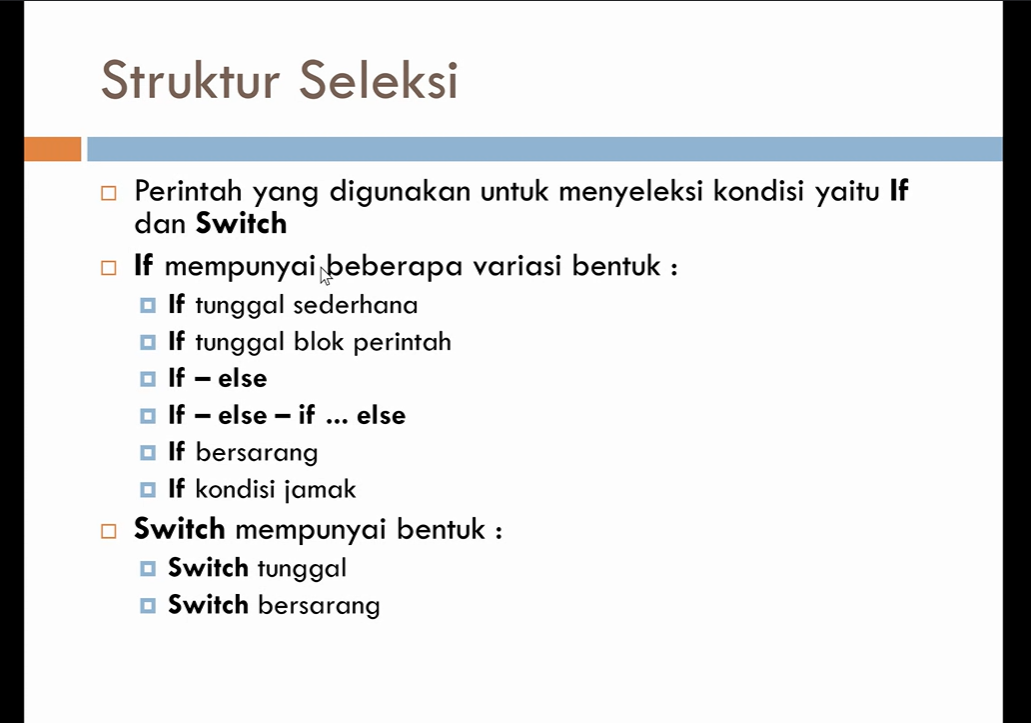 Struktur Seleksi
Perintah yang digunakan untuk menyeleksi kondisi yaitu If
dan Switch
If mempunyai beberapa variasi bentuk :
If tunggal sederhana
If tunggal blok perintah
If – else
If – else – if ... else
If bersarang
If kondisi jamak
Switch mempunyai bentuk :
Switch tunggal
Switch bersarang